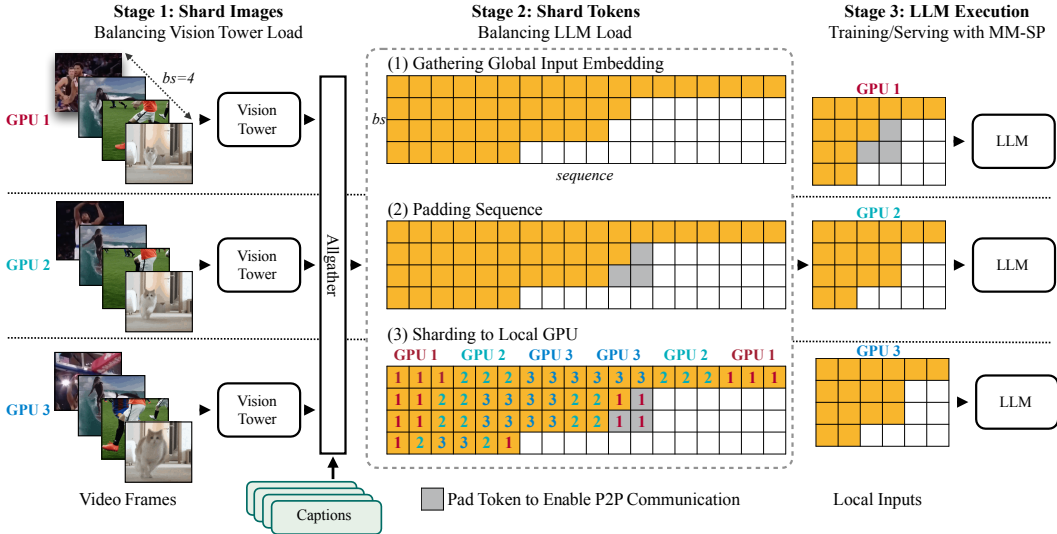 Stage 1: Shard Images
Balancing Vision Tower Load
Stage 2: Shard Tokens
Balancing LLM Load
Stage 3: LLM Execution
Training/Serving with MM-SP
bs=4
GPU 1
Vision
Tower
GPU 2
Vision
Tower
GPU 3
Vision
Tower
Video Frames
Allgather
Captions
(1) Gathering Global Input Embedding
bs
sequence
(2) Padding Sequence
(3) Sharding to Local GPU
GPU 1 GPU 2 GPU 3 GPU 3 GPU 2 GPU 1
1 1 1 2 2 2 3 3 3 3 3 3 2 2 2 1 1 1
1 1 2 2 3 3 3 3 2 2 1 1
1 1 2 2 3 3 3 3 2 2 1 1
1 2 3 3 2 1
Pad Token to Enable P2P Communication
GPU 1
LLM
GPU 2
LLM
GPU 3
LLM
Local Inputs